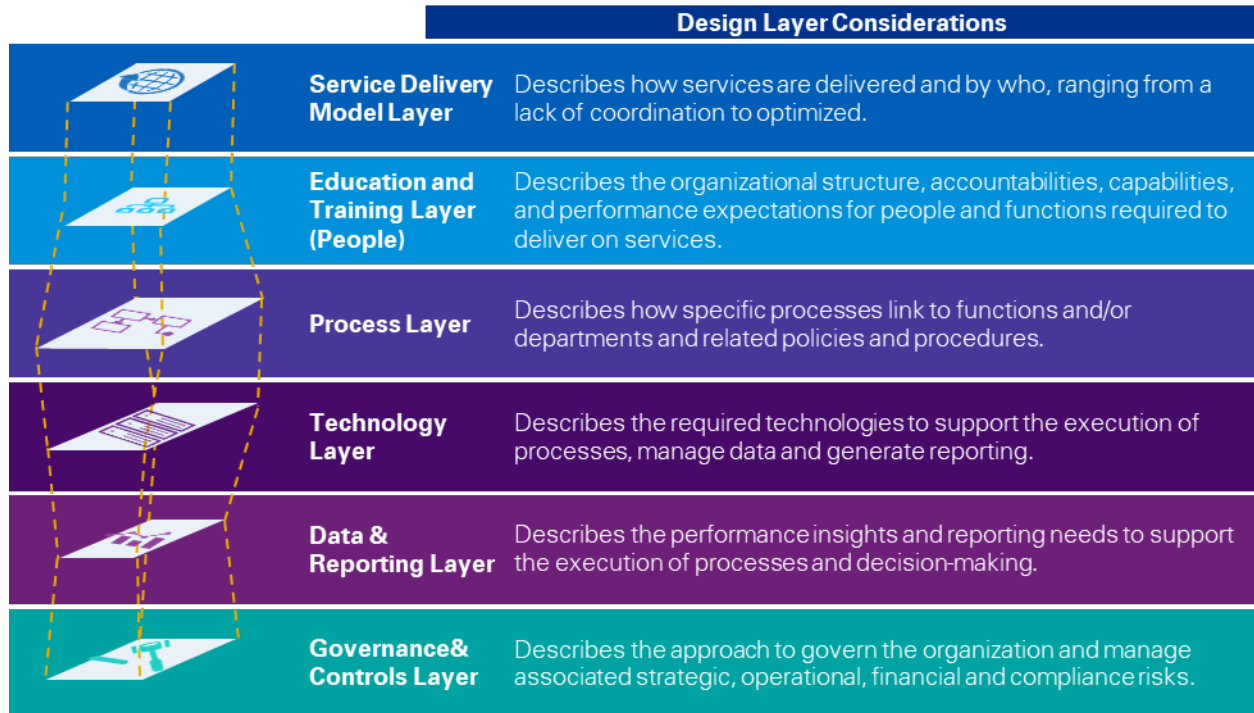 Design Layer Considerations
Service Delivery
Model Layer
Describes how services are delivered and by who, ranging from a
lack of coordination to optimized.
Education and
Training Layer
(People)
Describes the organizational structure, accountabilities, capabilities,
and performance expectations for people and functions required to
deliver on services.
Process Layer
Describes how specific processes link to functions and/or
departments and related policies and procedures.
Technology
Layer
Describes the required technologies to support the execution of
processes, manage data and generate reporting.
Data &
Reporting Layer
Describes the performance insights and reporting needs to support
the execution of processes and decision-making.
Governance&
Controls Layer
Describes the approach to govern the organization and manage
associated strategic, operational, financial and compliance risks.